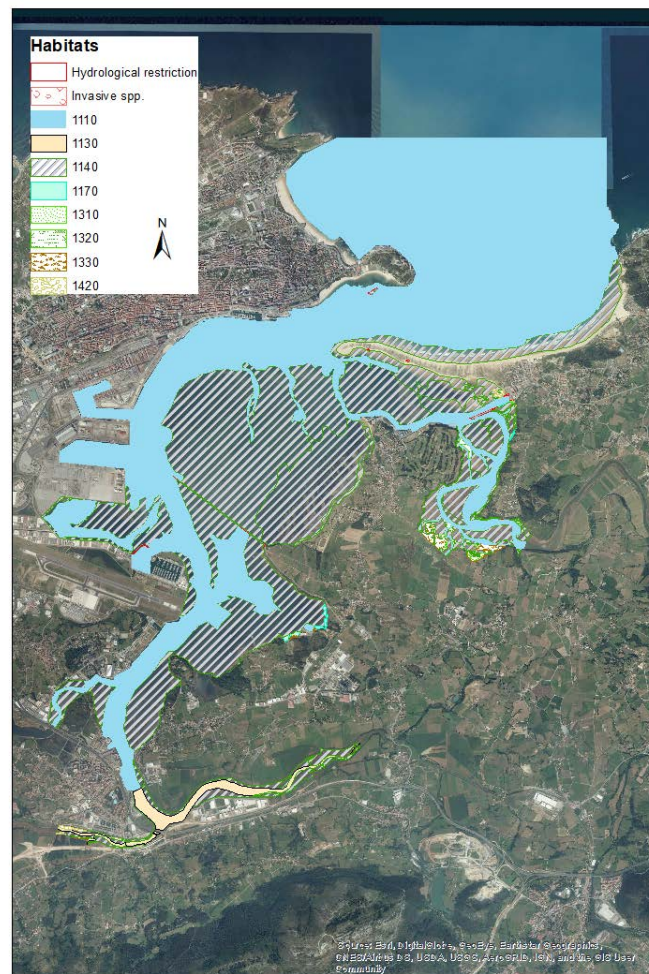 Habitats
Hydrological restriction
Invasive spp.
1110
1130
1140
1170
1310
1320
1330
1420
N
Source: Esri, DigitalGlobe, GeoEye, Earthstar Geographics,
CNES/Airbus DS, USDA, USGS, AeroGRID, IGN, and the GIS User
Community